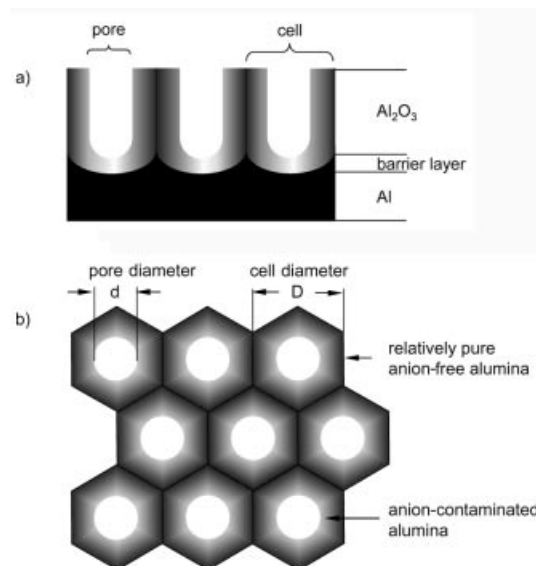 pore
cell
a)
Al₂O₃
barrier layer
Al
pore diameter
cell diameter
d
D
b)
relatively pure
anion-free alumina
anion-contaminated
alumina